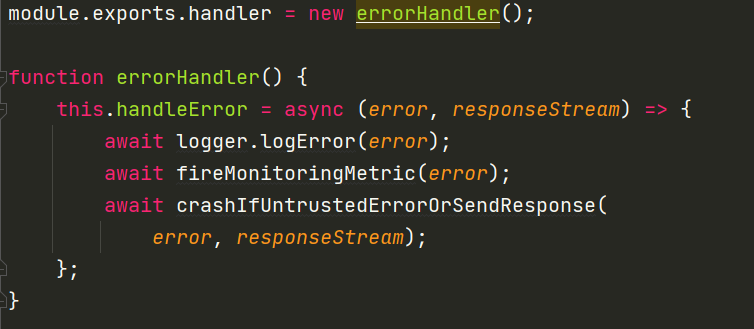 module.exports.handler = new errorHandler();
function errorHandler() {
this.handleError = async (error, responseStream) => {
await logger.logError(error);
await fireMonitoringMetric(error);
await crashIfUntrustedErrorOrSendResponse(
error, responseStream);
};
}